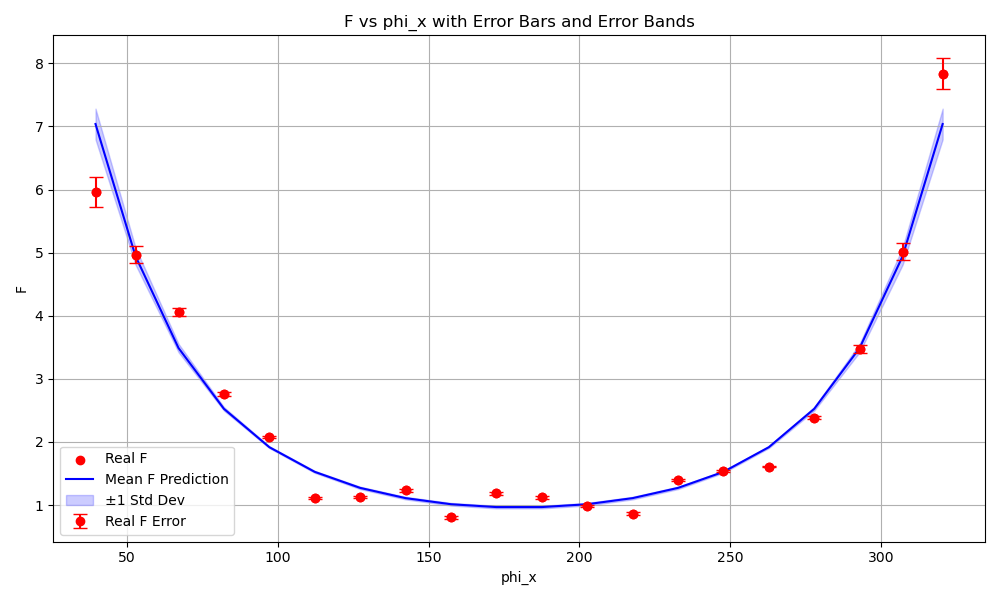 F vs phi_x with Error Bars and Error Bands
8
7
6
5
4
3
2
1
F
Real F
Mean F Prediction
±1 Std Dev
Real F Error
50
100
150
200
250
300
phi_x